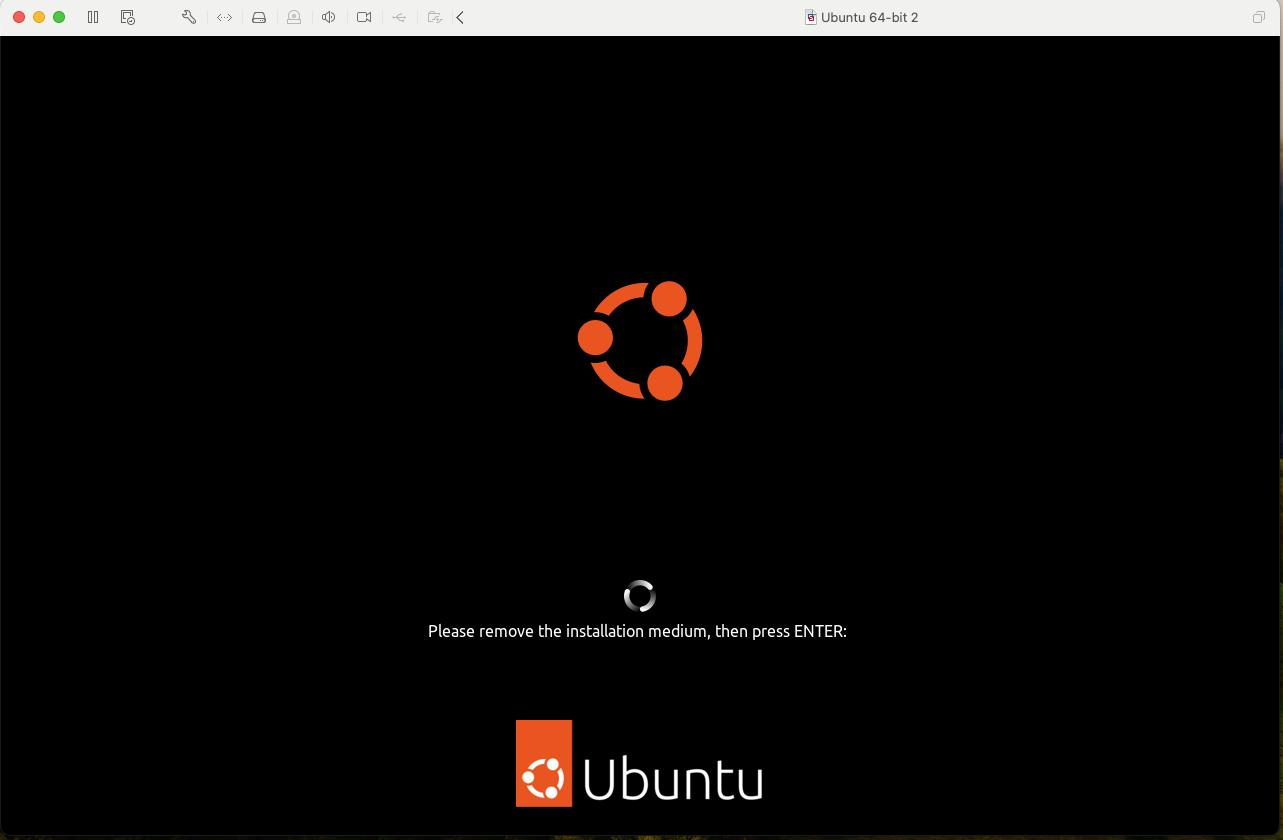 Ubuntu 64-bit 2
Please remove the installation medium, then press ENTER:
Ubuntu